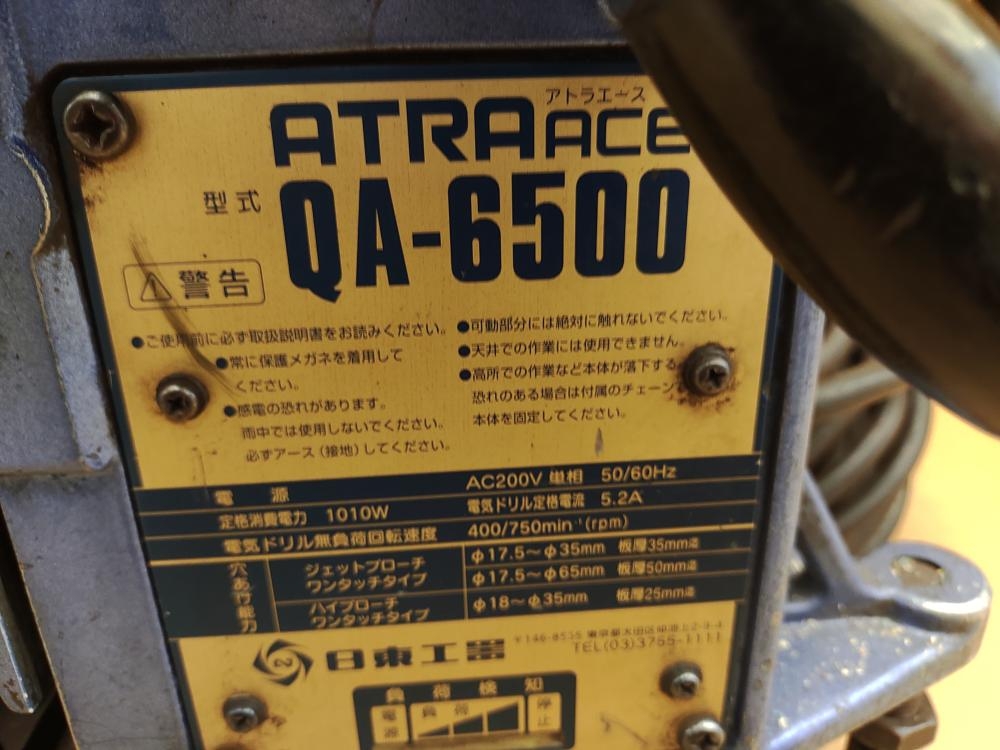 アトラエース
ATRA ACE
型式 QA-6500
警告
●ご使用前に必ず取扱説明書をお読みください。
●常に保護メガネを着用して
ください。
●感電の恐れがあります。
雨中では使用しないでください。
必ずアース(接地)してください。
●可動部分には絶対に触れないでください。
●天井での作業には使用できません。
●高所での作業など本体が落下する
恐れのある場合は付属のチェーン
本体を固定してください。
電源 AC200V 単相 50/60Hz
定格消費電力 1010W 電気ドリル定格電流 5.2A
電気ドリル無負荷回転速度 400/750min⁻¹(rpm)
穴あけ能力
ジェットブローチ
ワンタッチタイプ
φ17.5~φ35mm 板厚35mm迄
φ17.5~φ65mm 板厚50mm迄
ハイブローチ
ワンタッチタイプ
φ18~φ35mm 板厚25mm迄
日東工器
〒146-8555 東京都大田区仲池上2-9-4
TEL(03)3755-1111
負荷検知
電源 負荷 停止